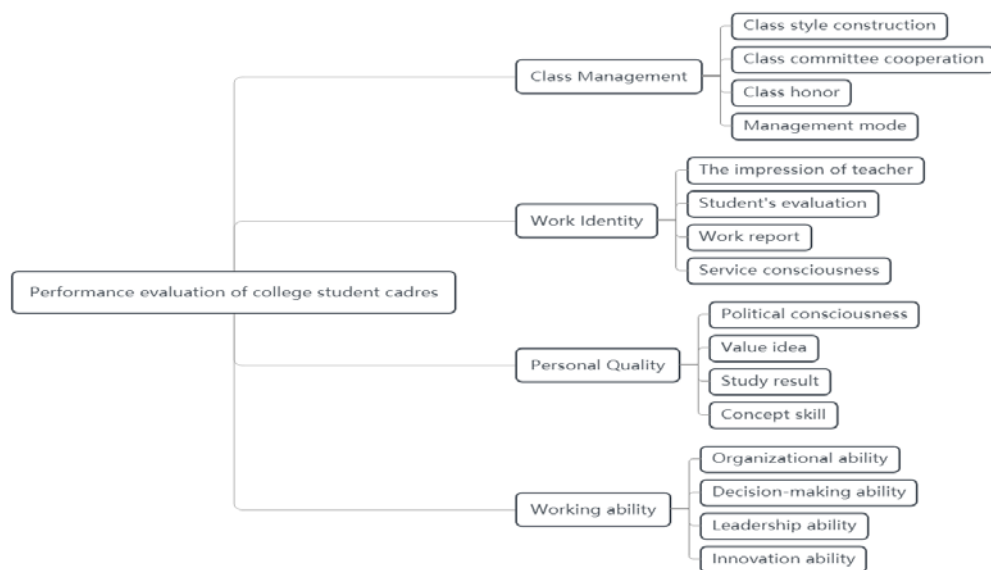 Performance evaluation of college student cadres
Class Management
Class style construction
Class committee cooperation
Class honor
Management mode
Work Identity
The impression of teacher
Student's evaluation
Work report
Service consciousness
Personal Quality
Political consciousness
Value idea
Study result
Concept skill
Working ability
Organizational ability
Decision-making ability
Leadership ability
Innovation ability